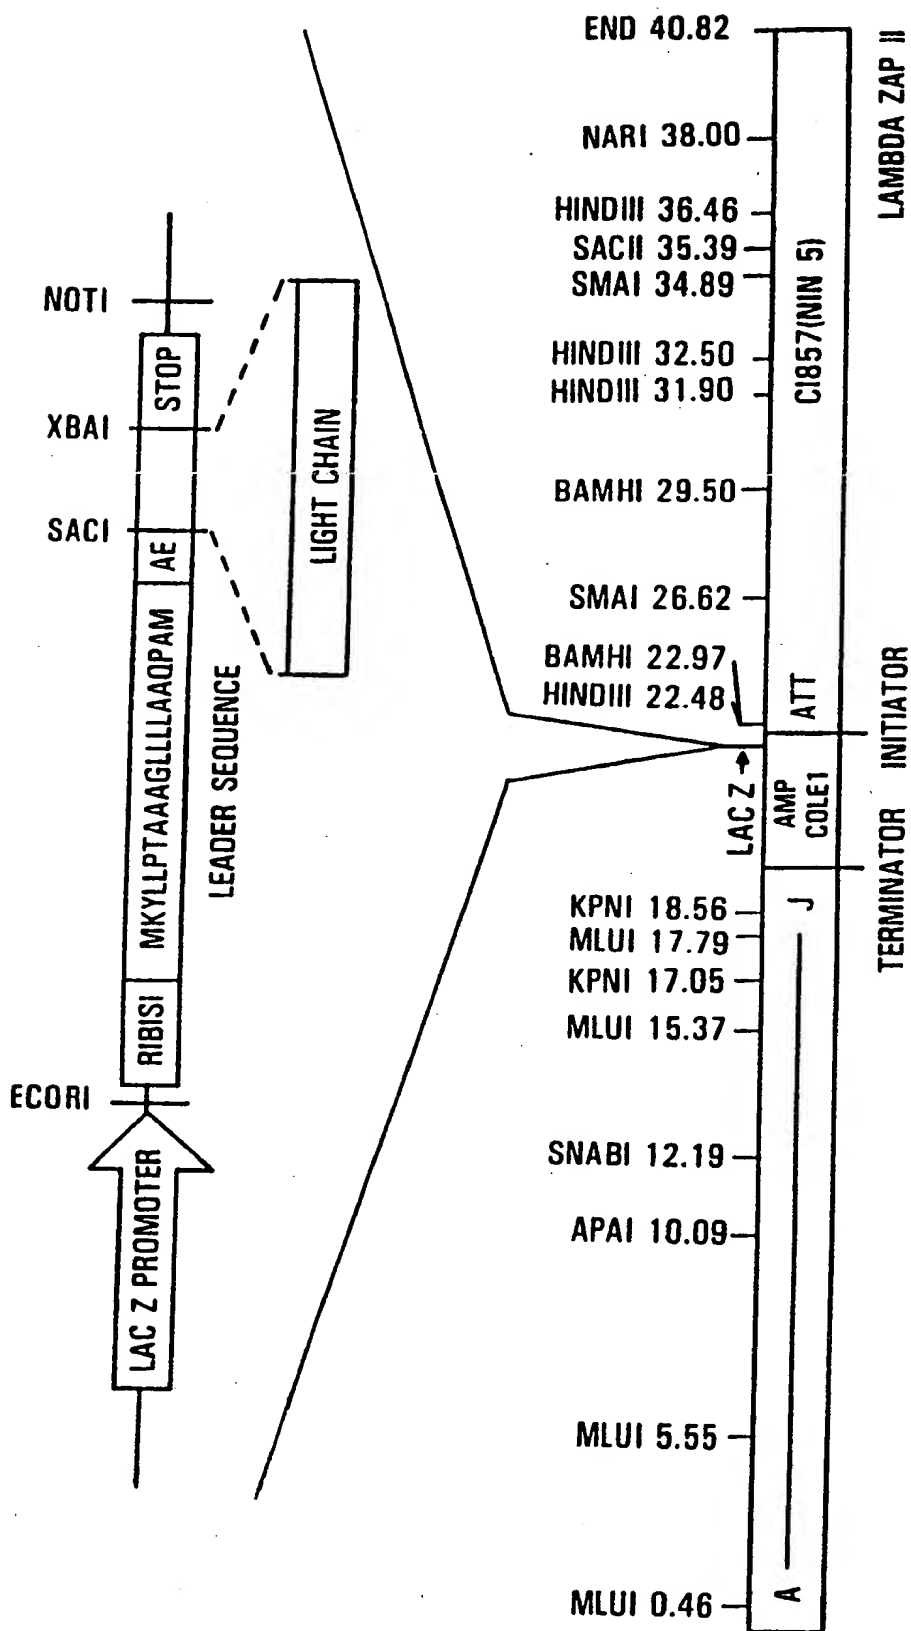 NOTI
XBAI
SACI
ECORI
STOP
AE
MKYLLPTAAAGLLLLAAQPAM
RIBISI
LAC Z PROMOTER
LEADER SEQUENCE
LIGHT CHAIN
END 40.82
NARI 38.00
HINDIII 36.46
SACII 35.39
SMAI 34.89
HINDIII 32.50
HINDIII 31.90
BAMHI 29.50
SMAI 26.62
BAMHI 22.97
HINDIII 22.48
LAC Z
KPNI 18.56
MLUI 17.79
KPNI 17.05
MLUI 15.37
SNABI 12.19
APAI 10.09
MLUI 5.55
MLUI 0.46
CI857(NIN 5)
ATT
AMP
COLE1
J
A
LAMBDA ZAP II
INITIATOR
TERMINATOR